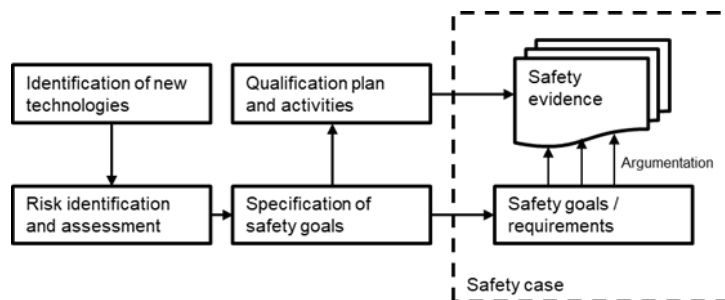 Identification of new
technologies
Qualification plan
and activities
Safety
evidence
Argumentation
Risk identification
and assessment
Specification of
safety goals
Safety goals /
requirements
Safety case